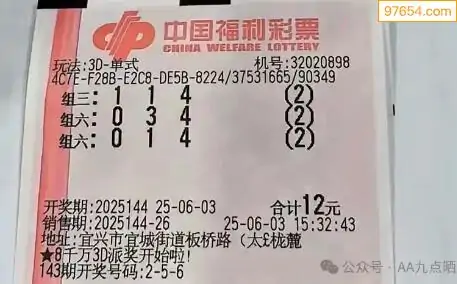 97654.com
中国福利彩票
CHINA WELFARE LOTTERY
玩法:3D-单式 机号:32020898
4C7E-F28B-E2C8-DE5B-8224/37531665/90349
组三: 1 1 4 (2)
组六: 0 3 4 (2)
组六: 0 1 4 (2)
开奖期:2025144 25-06-03 合计12元
销售期:2025144-26 25-06-03 15:32:43
地址:宜兴市宜城街道板桥路(太£栊麓
★8千万3D派奖开始啦!
143期开奖号码:2-5-6
公众号·AA九点晒